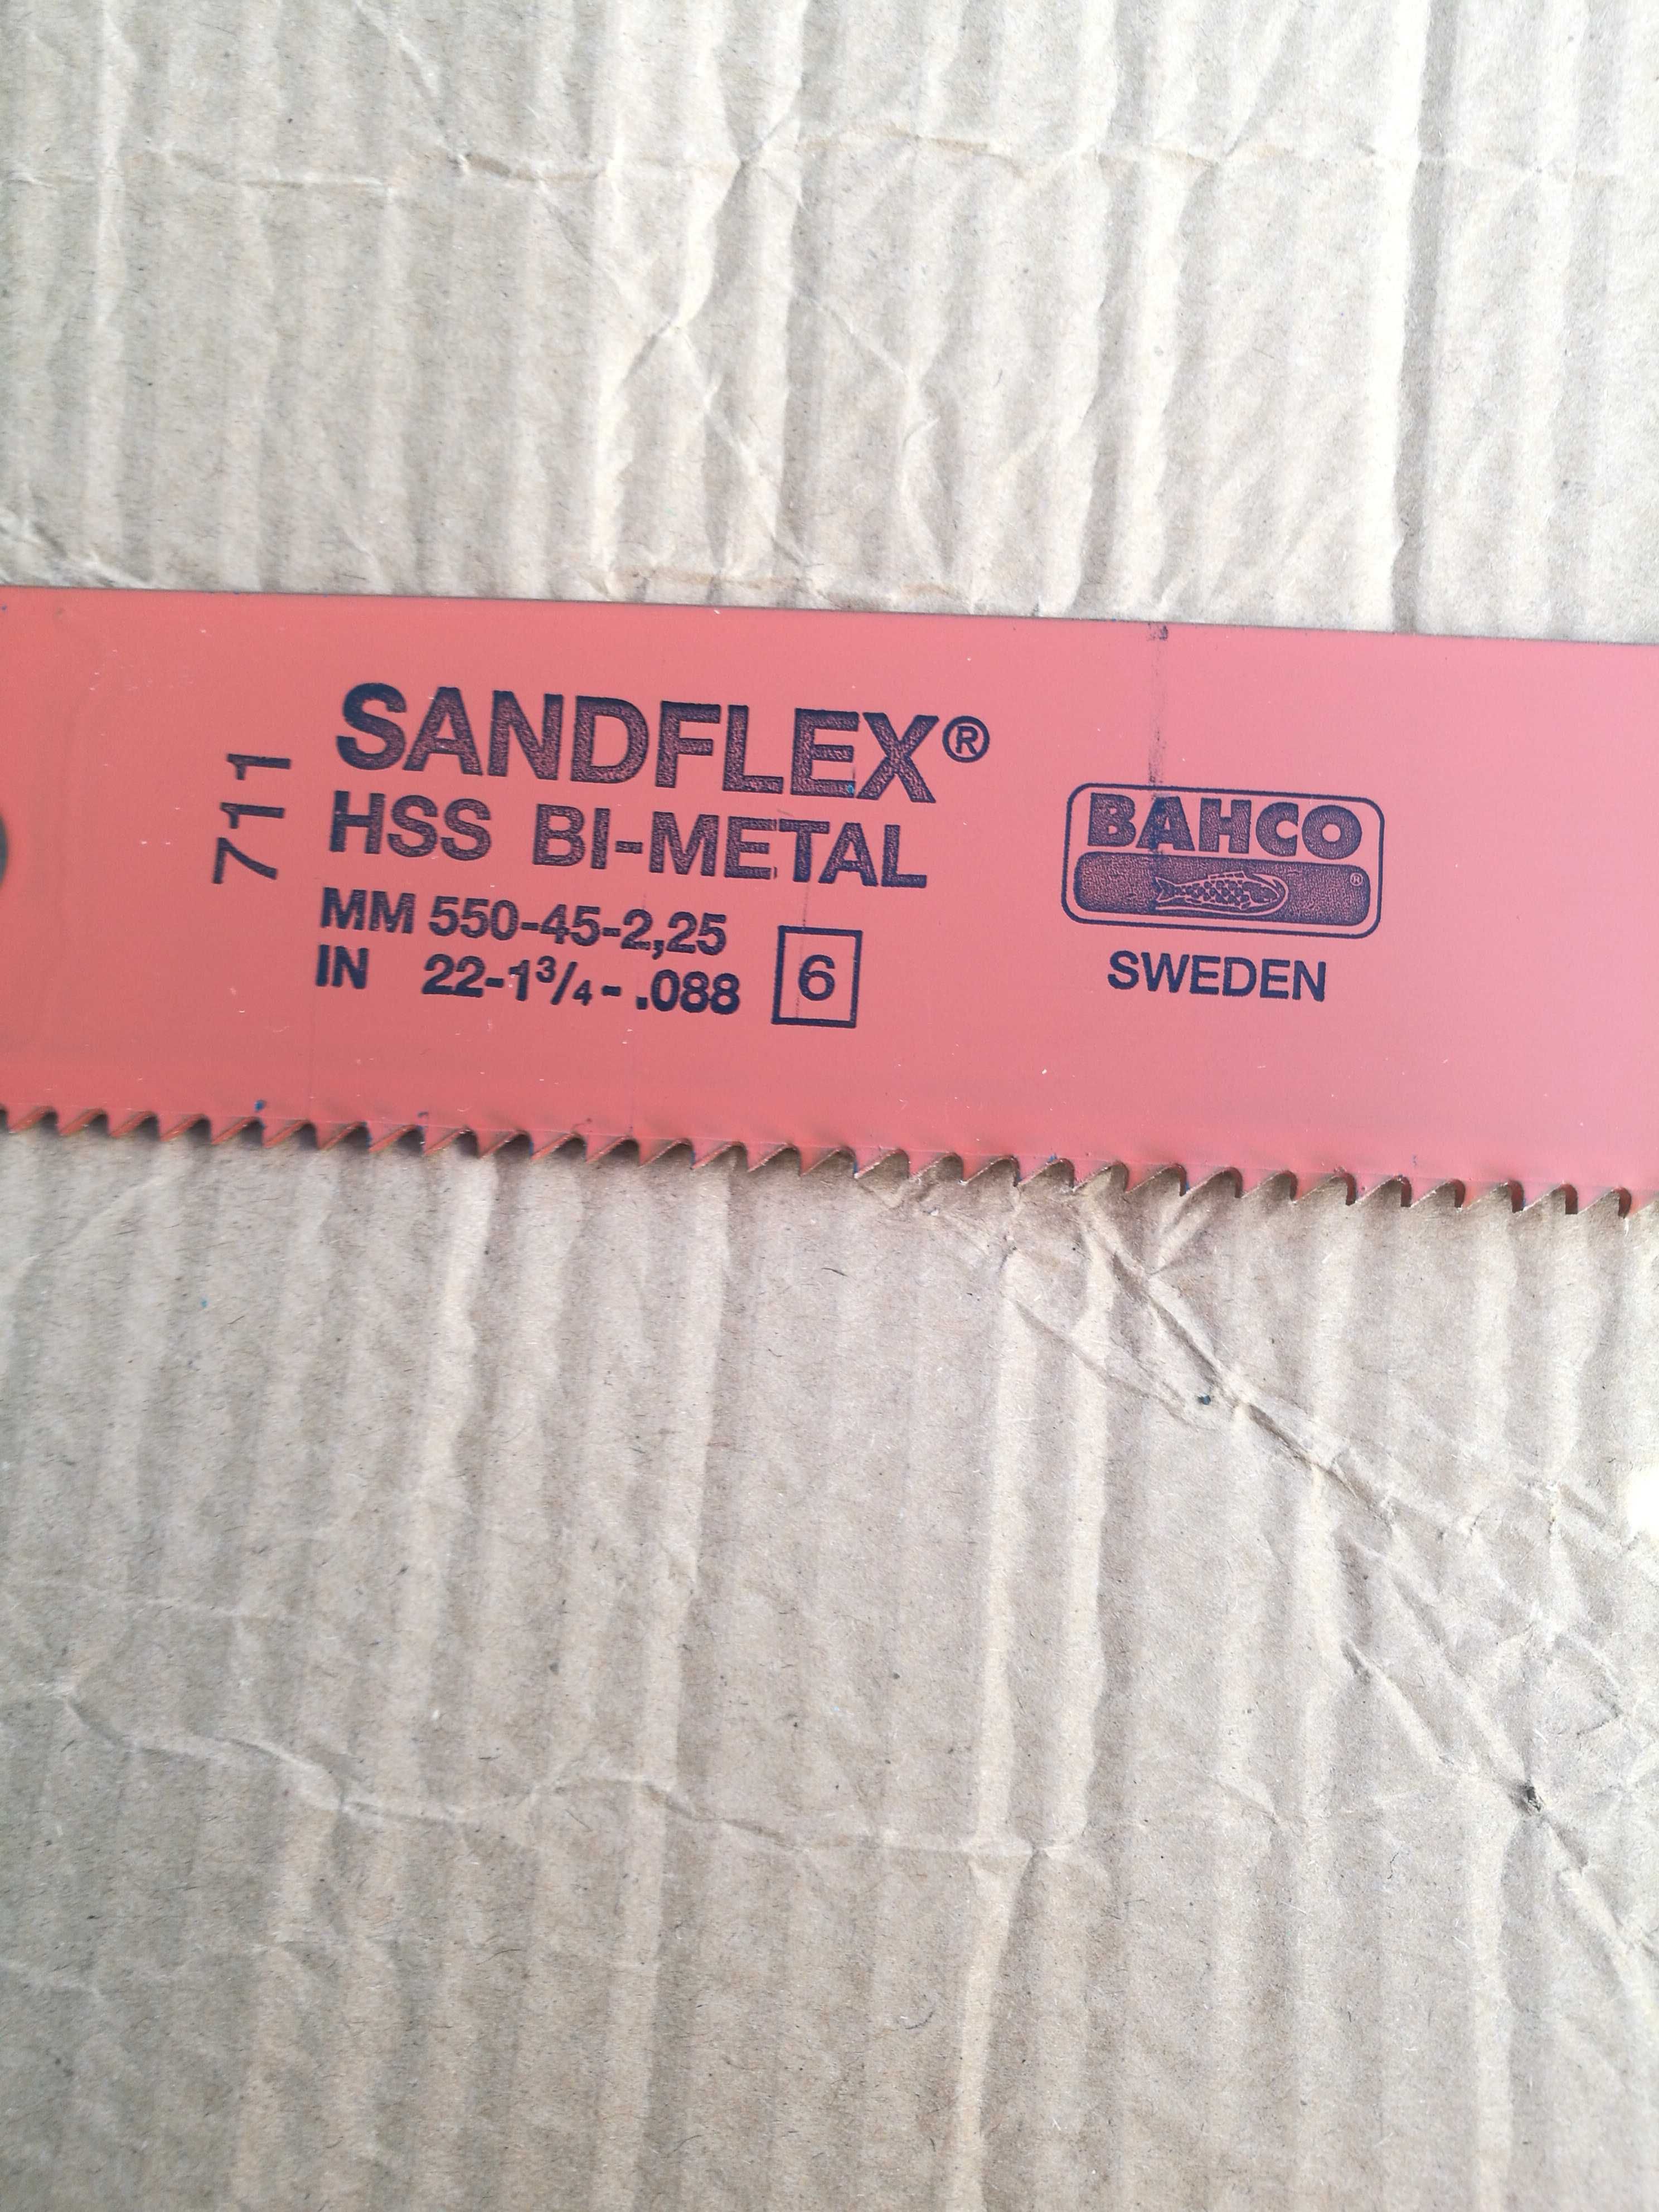 711
SANDFLEX®
HSS BI-METAL
MM 550-45-2,25
IN 22-1¾-.088
6
BAHCO
®
SWEDEN